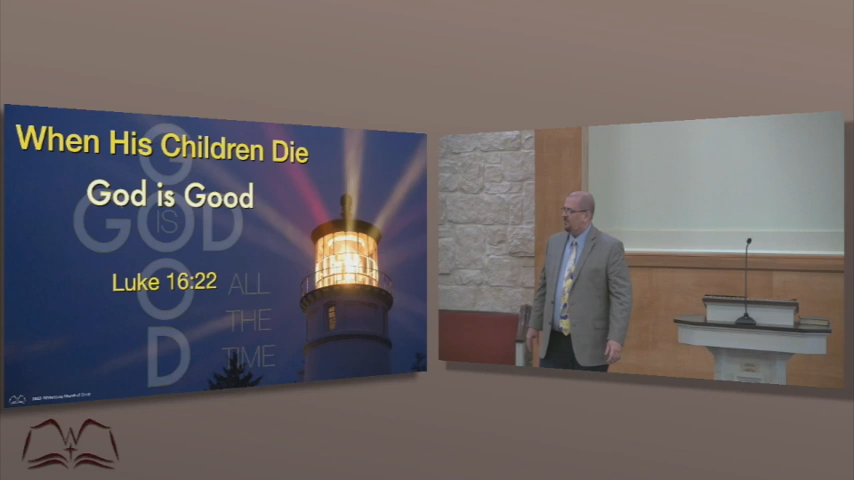 When His Children Die
God is Good
GOD
IS
GOOD
Luke 16:22
ALL
THE
TIME